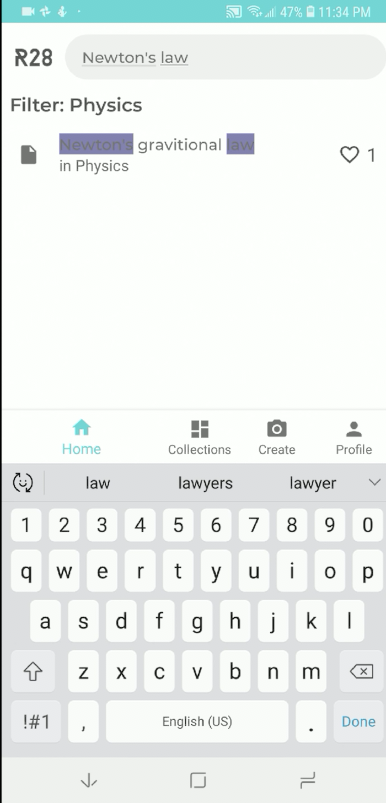 47% 11:34 PM
R28 Newton's law
Filter: Physics
Newton's gravitional law
in Physics
1
Home Collections Create Profile
law lawyers lawyer
1 2 3 4 5 6 7 8 9 0
q w e r t y u i o p
a s d f g h j k l
z x c v b n m
!#1 , English (US) . Done